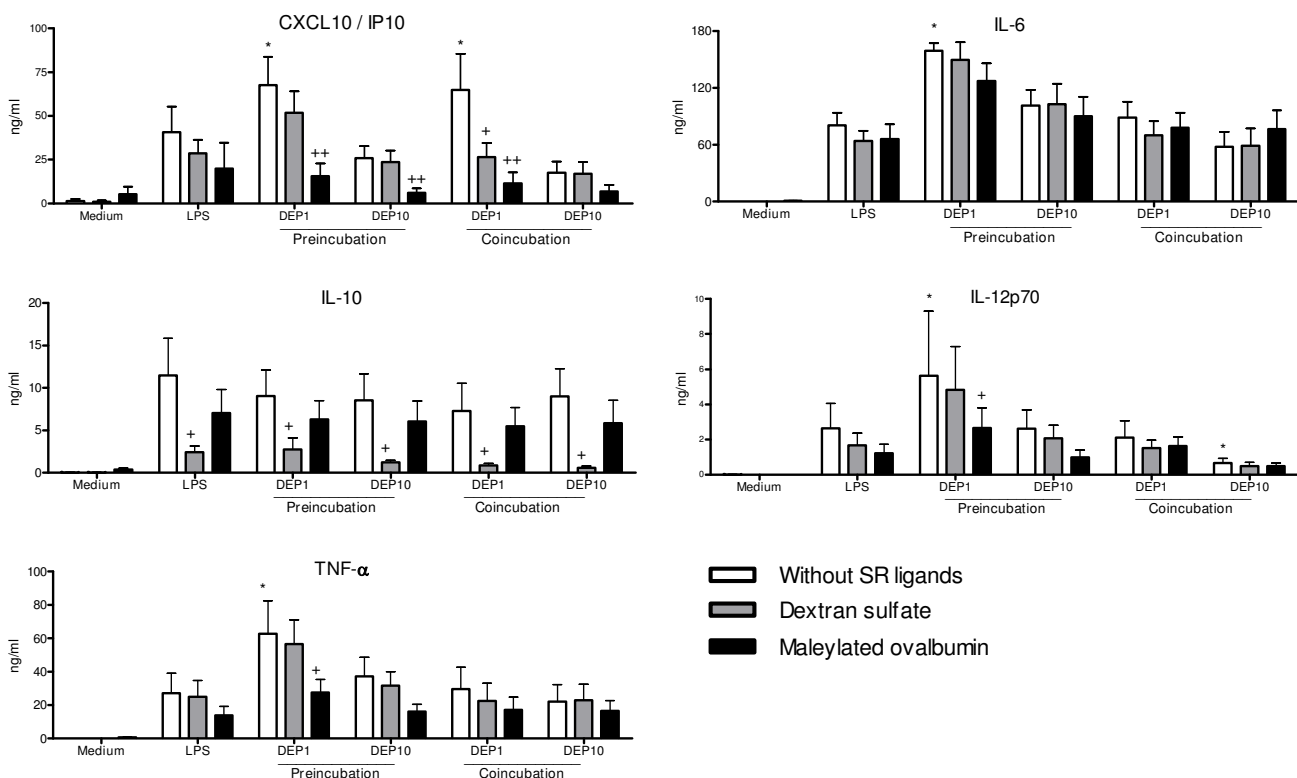 CXCL10 / IP10
100
75
50
25
0
ng/ml
* *
+
++ ++ ++
Medium LPS DEP1 DEP10 DEP1 DEP10
Preincubation Coincubation
IL-6
180
120
60
0
ng/ml
*
Medium LPS DEP1 DEP10 DEP1 DEP10
Preincubation Coincubation
IL-10
20
15
10
5
0
ng/ml
+ + + + +
Medium LPS DEP1 DEP10 DEP1 DEP10
Preincubation Coincubation
IL-12p70
10
8
6
4
2
0
ng/ml
*
+
*
Medium LPS DEP1 DEP10 DEP1 DEP10
Preincubation Coincubation
TNF-α
100
80
60
40
20
0
ng/ml
*
+
Medium LPS DEP1 DEP10 DEP1 DEP10
Preincubation Coincubation
Without SR ligands
Dextran sulfate
Maleylated ovalbumin